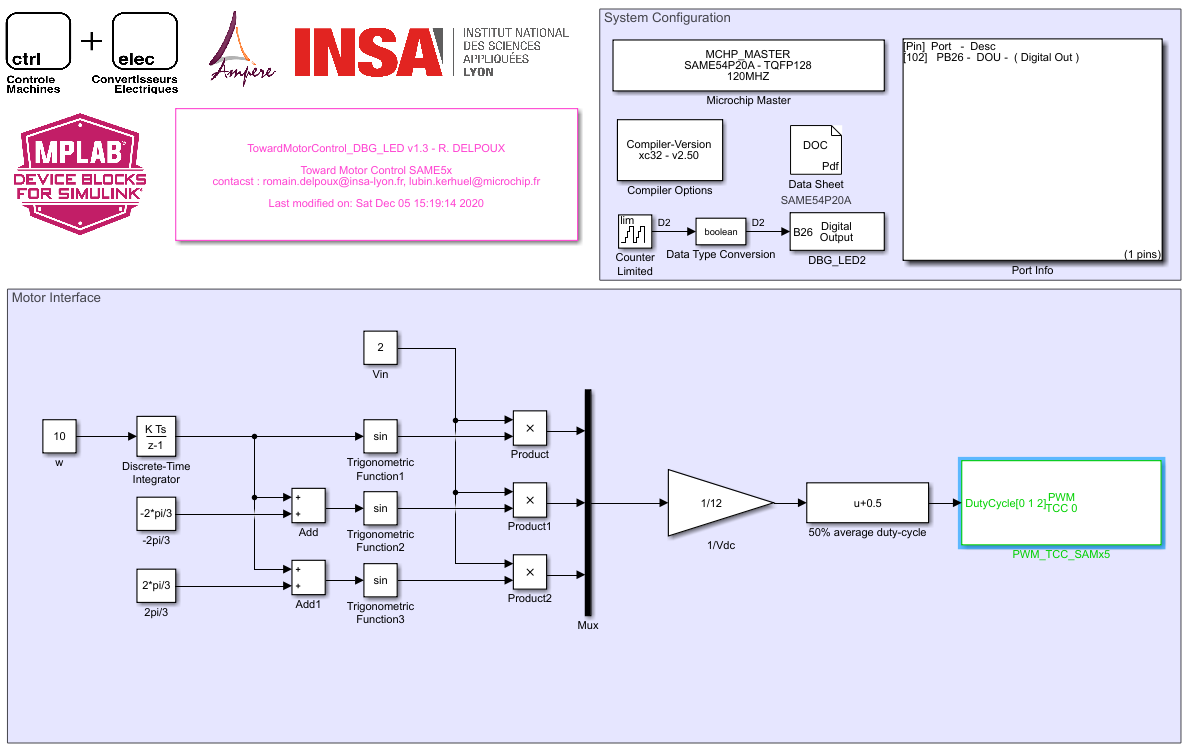 ctrl
+
elec
Controle
Machines
Convertisseurs
Electriques
Ampere
INSA
INSTITUT NATIONAL
DES SCIENCES
APPLIQUÉES
LYON
MPLAB®
DEVICE BLOCKS
FOR SIMULINK®
TowardMotorControl_DBG_LED v1.3 - R. DELPOUX
Toward Motor Control SAME5x
contacst : romain.delpoux@insa-lyon.fr, lubin.kerhuel@microchip.fr
Last modified on: Sat Dec 05 15:19:14 2020
System Configuration
MCHP_MASTER
SAME54P20A - TQFP128
120MHZ
Microchip Master
Compiler-Version
xc32 - v2.50
Compiler Options
DOC
Pdf
Data Sheet
SAME54P20A
lim
Counter
Limited
D2
boolean
Data Type Conversion
D2
B26
Digital
Output
DBG_LED2
[Pin] Port - Desc
[102] PB26 - DOU - ( Digital Out )
(1 pins)
Port Info
Motor Interface
2
Vin
10
w
K Ts
z-1
Discrete-Time
Integrator
-2*pi/3
-2pi/3
2*pi/3
2pi/3
+
+
Add
+
+
Add1
sin
Trigonometric
Function1
sin
Trigonometric
Function2
sin
Trigonometric
Function3
×
Product
×
Product1
×
Product2
Mux
1/12
1/Vdc
u+0.5
50% average duty-cycle
DutyCycle[0 1 2]
PWM
TCC 0
PWM_TCC_SAMx5